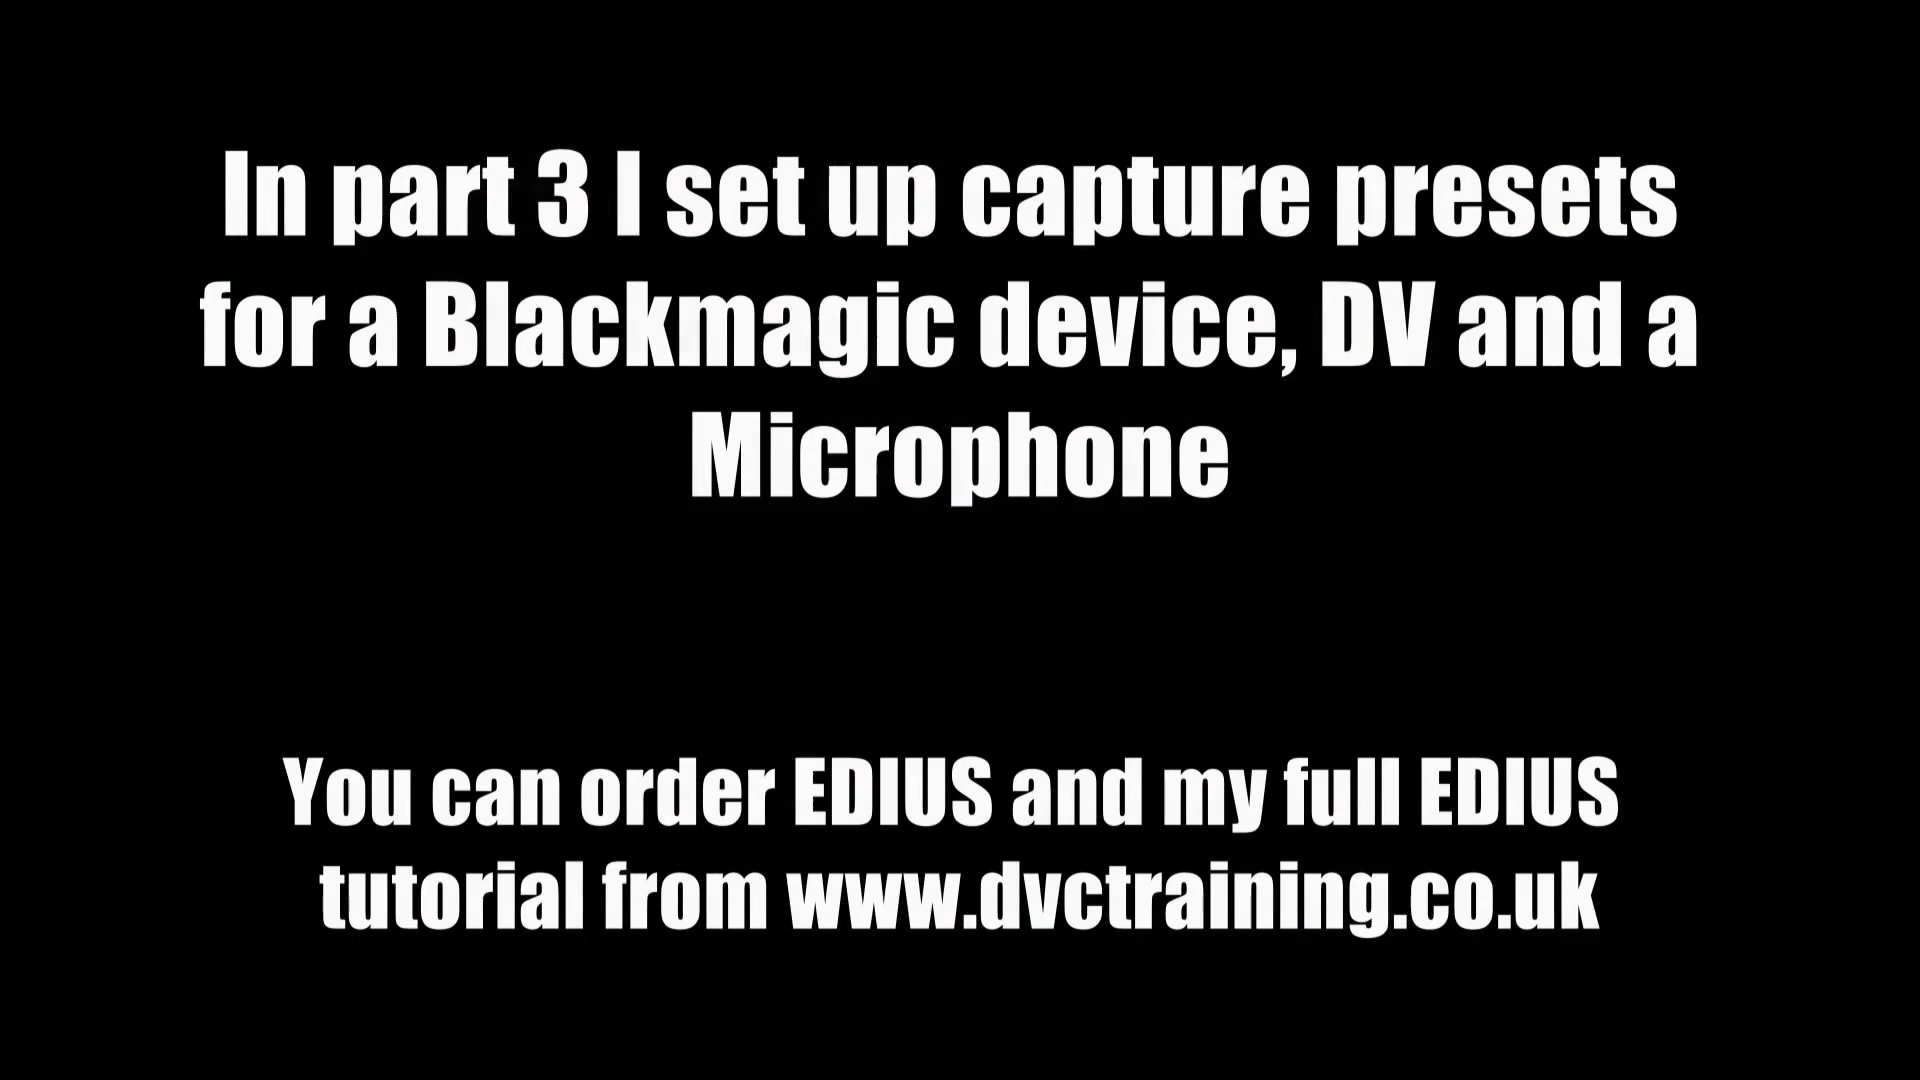 In part 3 I set up capture presets
for a Blackmagic device, DV and a
Microphone
You can order EDIUS and my full EDIUS
tutorial from www.dvctraining.co.uk